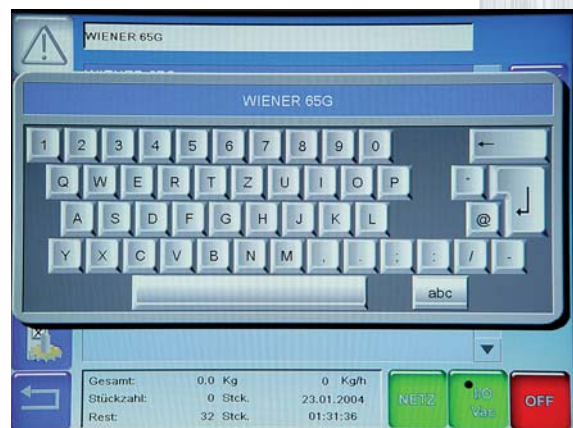 WIENER 65G
WIENER 65G
1 2 3 4 5 6 7 8 9 0 ←
Q W E R T Z U I O P
A S D F G H J K L @
Y X C V B N M , . ; : / -
abc
Gesamt: 0.0 Kg 0 Kg/h
Stückzahl: 0 Stck. 23.01.2004
Rest: 32 Stck. 01:31:36
NETZ
I/O
Vac
OFF